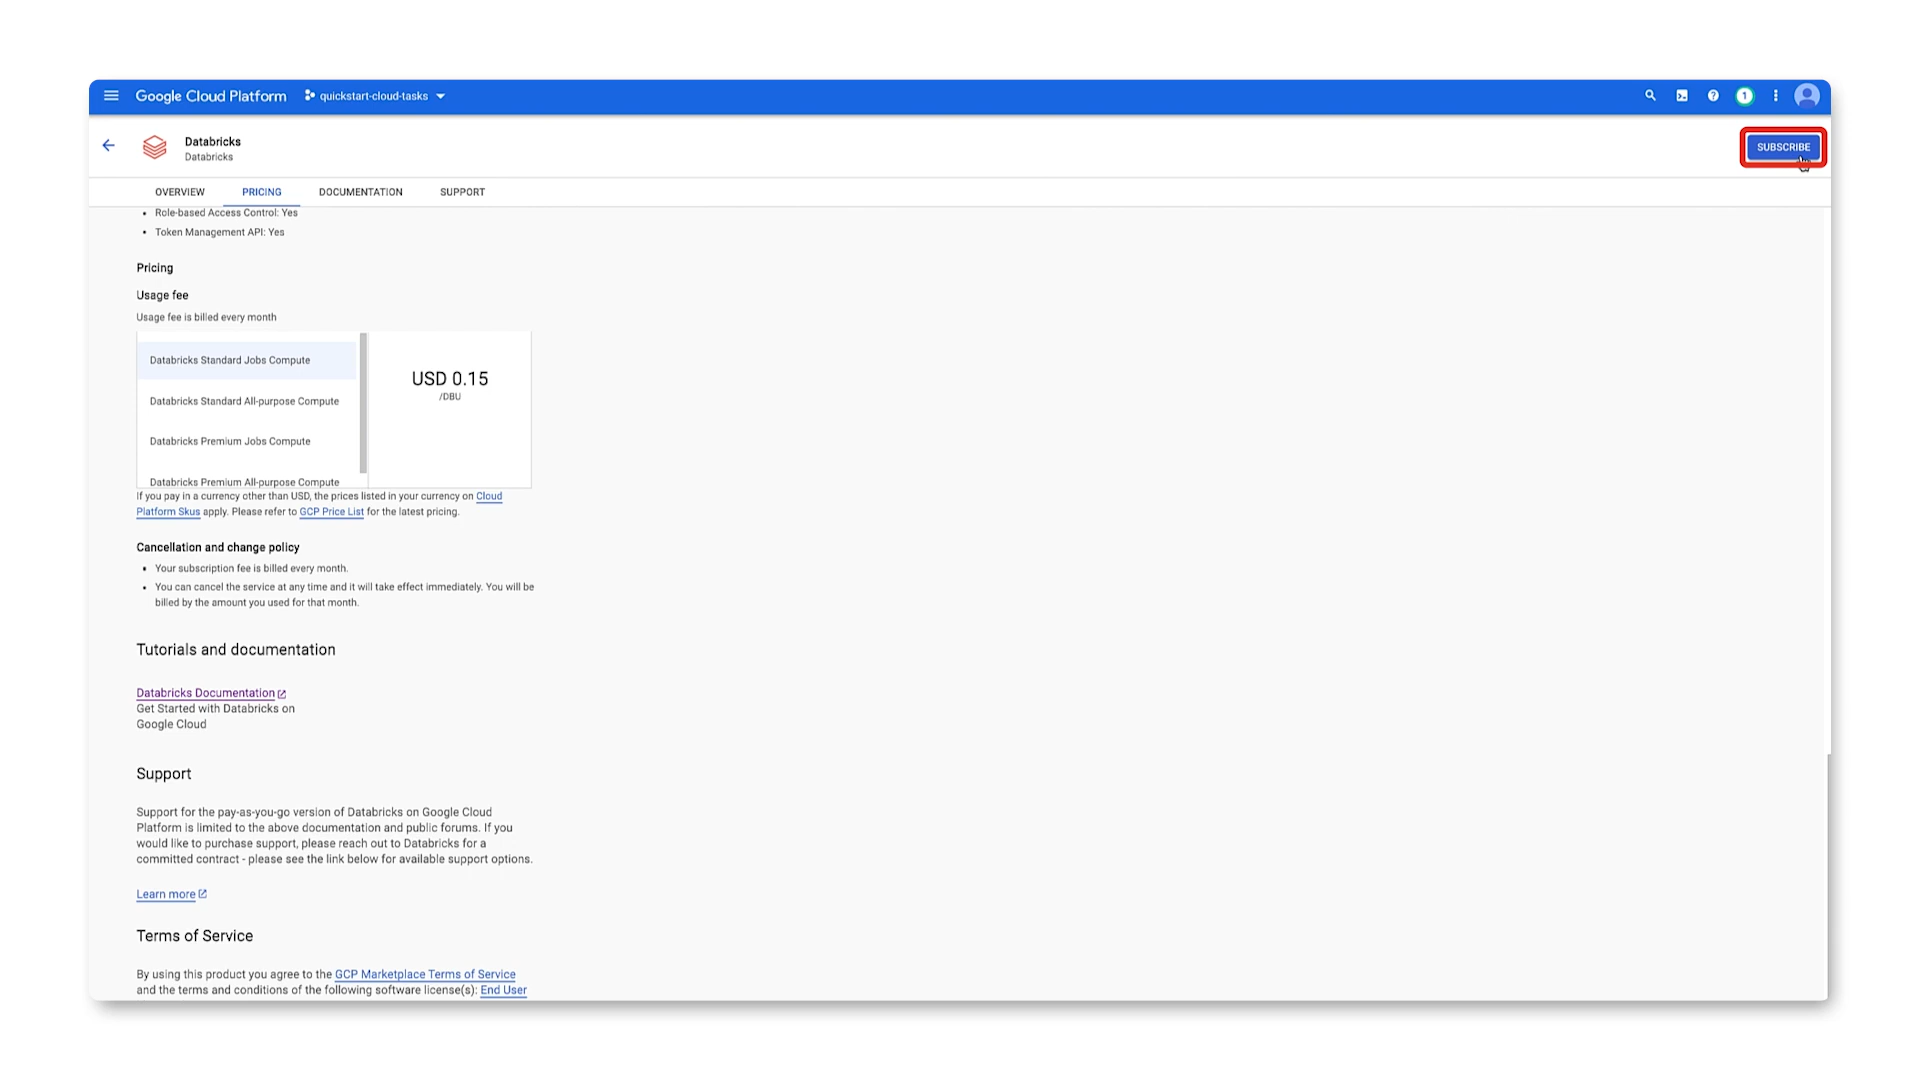 Google Cloud Platform quickstart-cloud-tasks 1
Databricks
Databricks
SUBSCRIBE
OVERVIEW PRICING DOCUMENTATION SUPPORT
• Role-based Access Control: Yes
• Token Management API: Yes
Pricing
Usage fee
Usage fee is billed every month
Databricks Standard Jobs Compute
Databricks Standard All-purpose Compute
Databricks Premium Jobs Compute
Databricks Premium All-purpose Compute
USD 0.15
/DBU
If you pay in a currency other than USD, the prices listed in your currency on Cloud
Platform Skus apply. Please refer to GCP Price List for the latest pricing.
Cancellation and change policy
• Your subscription fee is billed every month.
• You can cancel the service at any time and it will take effect immediately. You will be
billed by the amount you used for that month.
Tutorials and documentation
Databricks Documentation
Get Started with Databricks on
Google Cloud
Support
Support for the pay-as-you-go version of Databricks on Google Cloud
Platform is limited to the above documentation and public forums. If you
would like to purchase support, please reach out to Databricks for a
committed contract - please see the link below for available support options.
Learn more
Terms of Service
By using this product you agree to the GCP Marketplace Terms of Service
and the terms and conditions of the following software license(s): End User